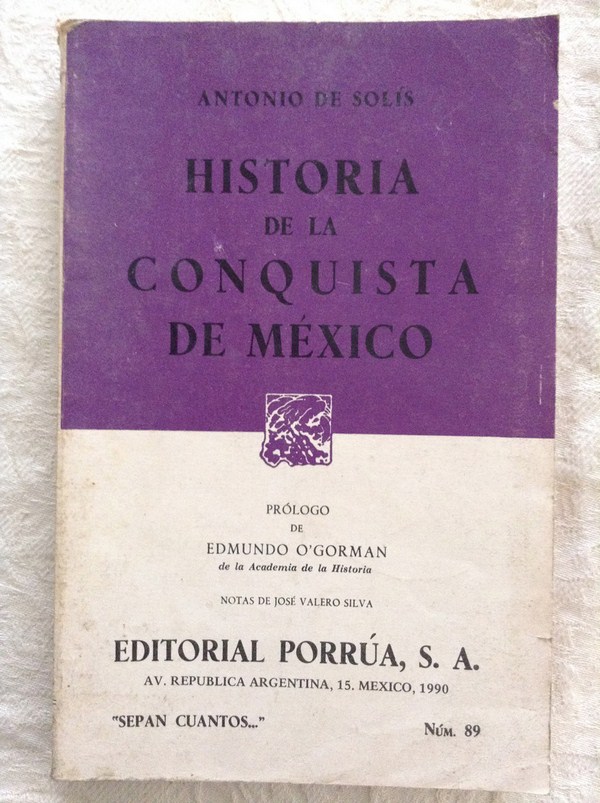 ANTONIO DE SOLÍS
HISTORIA
DE LA
CONQUISTA
DE MÉXICO
PRÓLOGO
DE
EDMUNDO O'GORMAN
de la Academia de la Historia
NOTAS DE JOSÉ VALERO SILVA
EDITORIAL PORRÚA, S. A.
AV. REPUBLICA ARGENTINA, 15. MEXICO, 1990
"SEPAN CUANTOS..." NÚM. 89